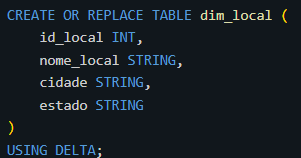 CREATE OR REPLACE TABLE dim_local (
    id_local INT,
    nome_local STRING,
    cidade STRING,
    estado STRING
)
USING DELTA;